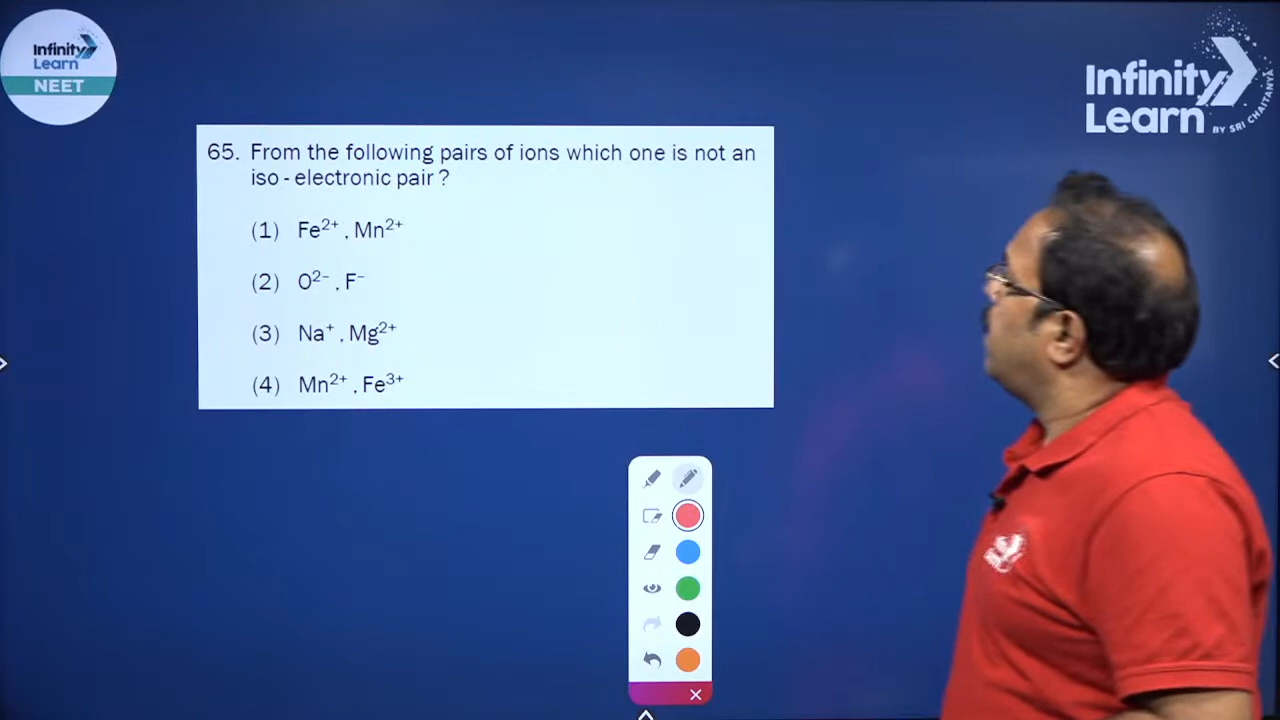 Infinity
Learn
NEET
Infinity
Learn
BY SRI CHAITANYA
65. From the following pairs of ions which one is not an
iso - electronic pair ?
(1) Fe²⁺ , Mn²⁺
(2) O²⁻ , F⁻
(3) Na⁺ , Mg²⁺
(4) Mn²⁺ , Fe³⁺